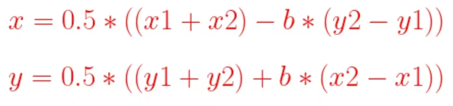 x = 0.5 * ((x1 + x2) − b * (y2 − y1))
y = 0.5 * ((y1 + y2) + b * (x2 − x1))